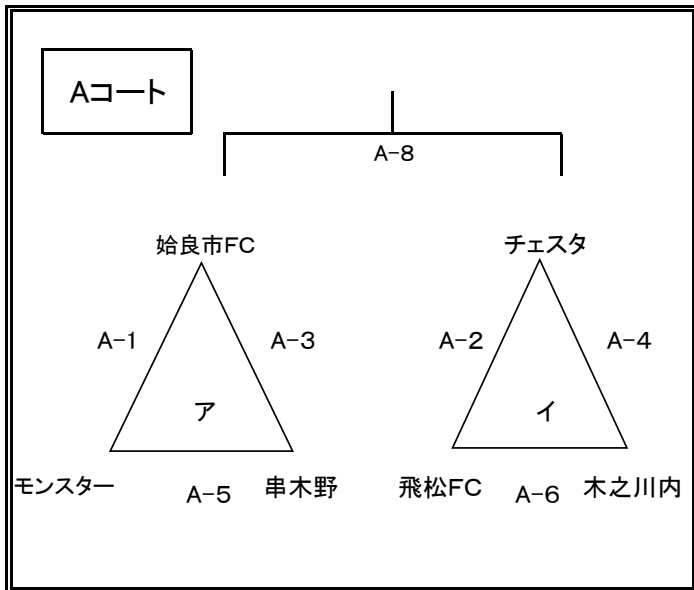 Aコート
A-8
姶良市FC
チェスタ
A-1
A-3
A-2
A-4
ア
イ
モンスター
A-5
串木野
飛松FC
A-6
木之川内